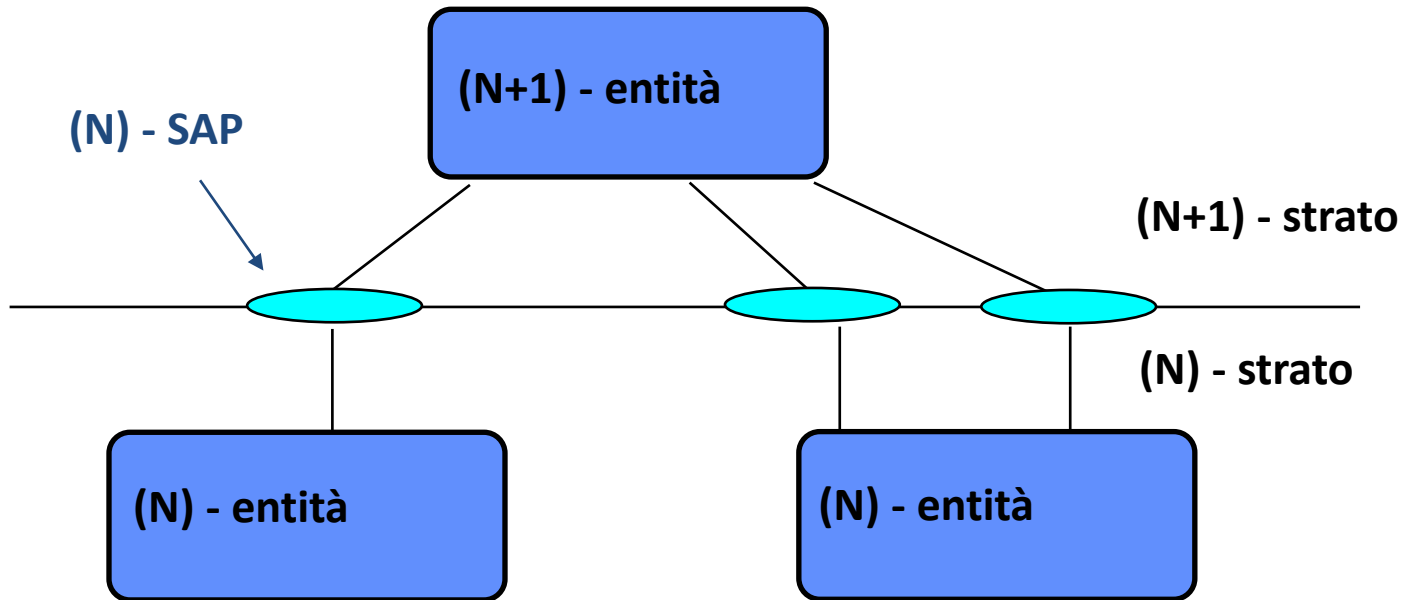 (N+1) - entità
(N) - SAP
(N+1) - strato
(N) - strato
(N) - entità
(N) - entità